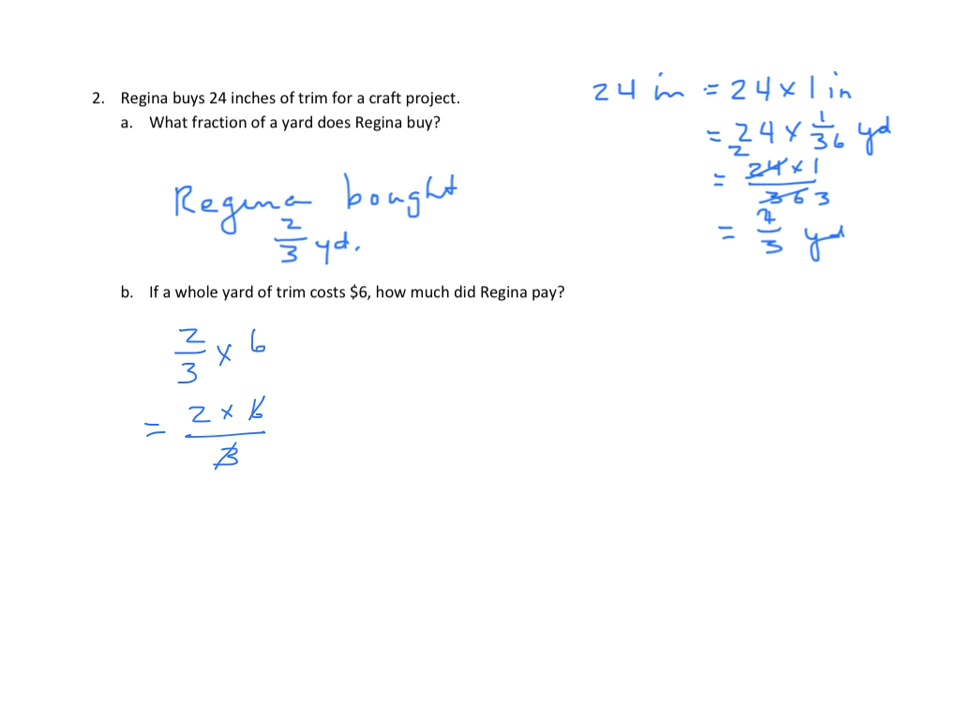 2. Regina buys 24 inches of trim for a craft project.
a. What fraction of a yard does Regina buy?
24 in = 24 x 1 in
= 24 x 1/36 yd
= 2 24 x 1 / 36 3
= 2/3 yd
Regina bought
2/3 yd.
b. If a whole yard of trim costs $6, how much did Regina pay?
2/3 x 6
= 2 x 6 / 3